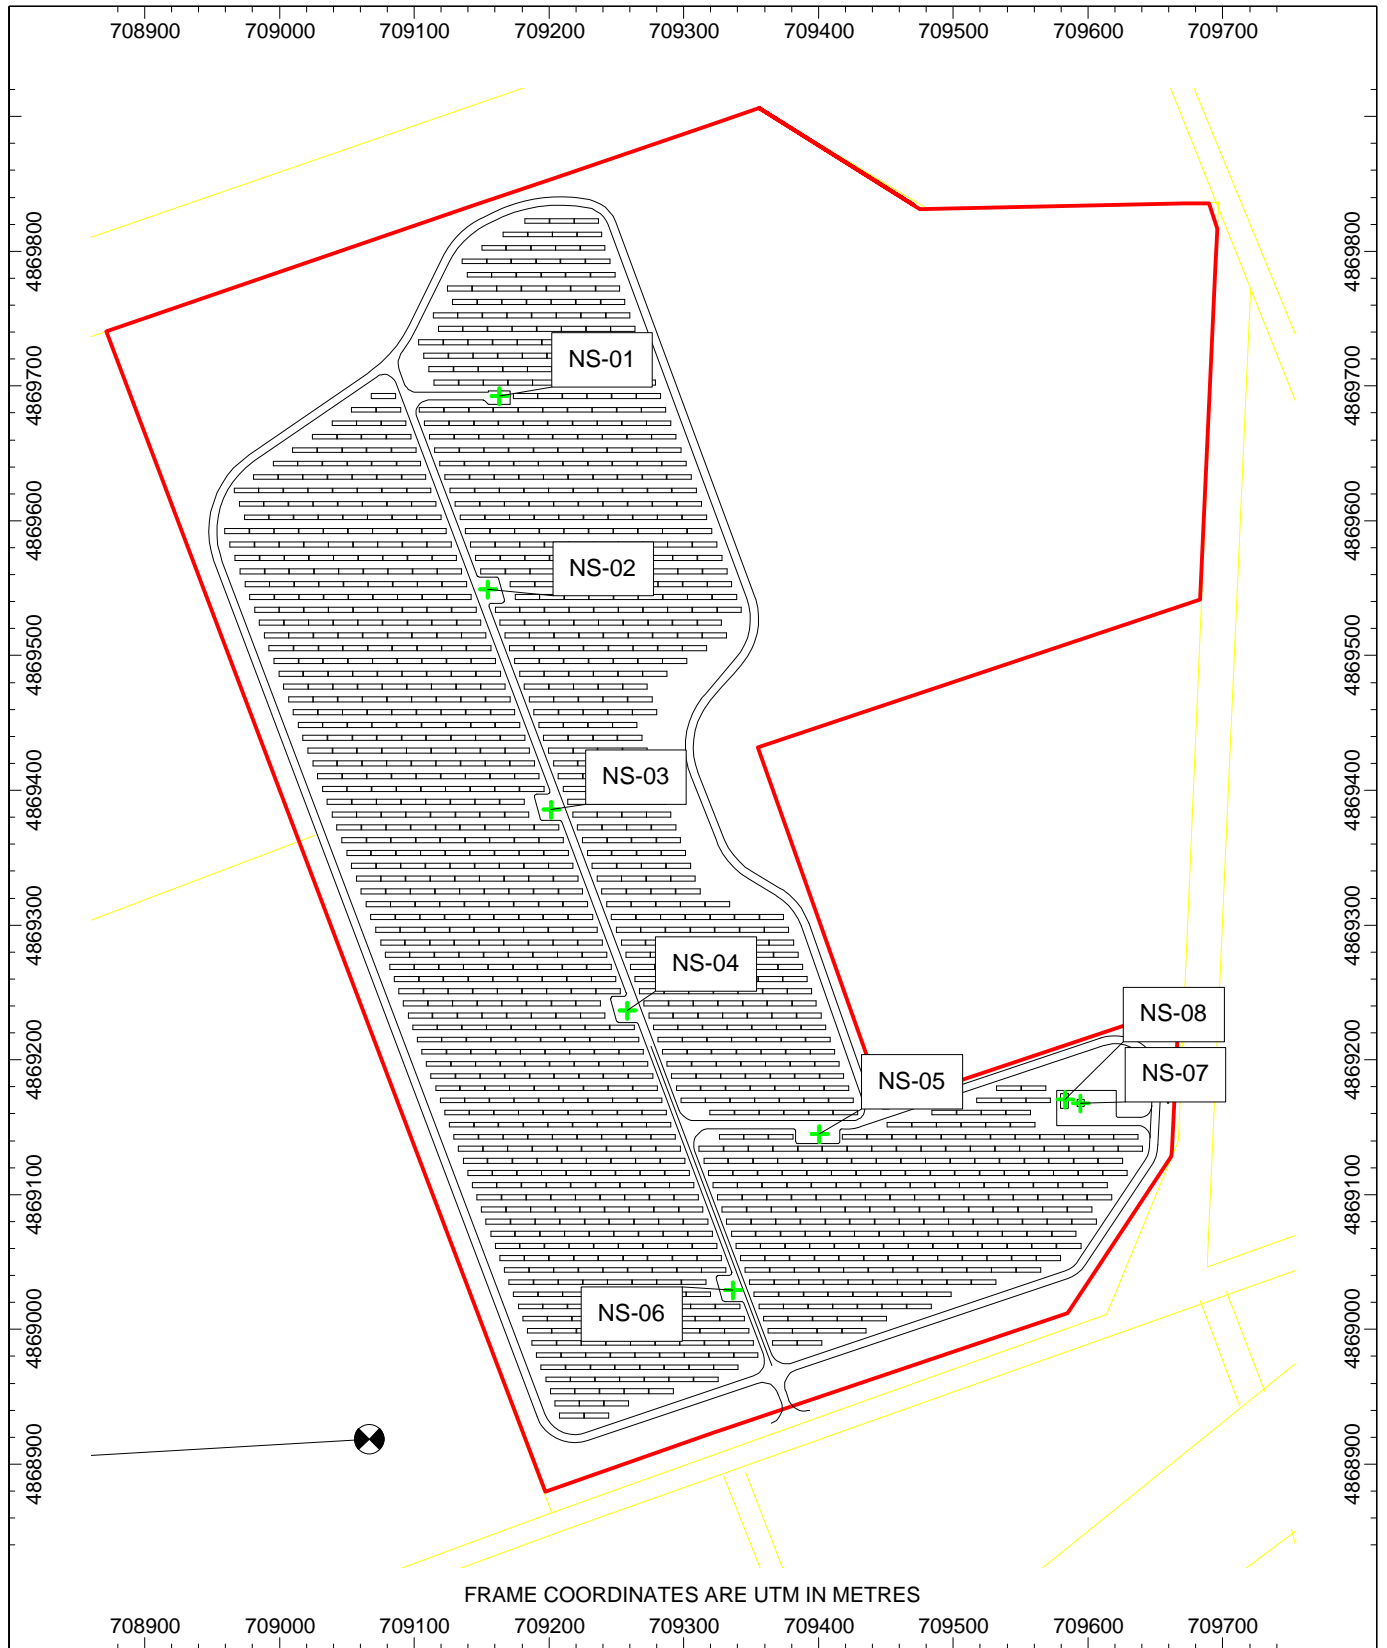 708900 709000 709100 709200 709300 709400 709500 709600 709700
4869800 4869800
NS-01
4869700 4869700
4869600 4869600
NS-02
4869500 4869500
NS-03
4869400 4869400
4869300 4869300
NS-04
NS-08
4869200 4869200
NS-05
NS-07
4869100 4869100
NS-06
4869000 4869000
4868900 4868900
FRAME COORDINATES ARE UTM IN METRES
708900 709000 709100 709200 709300 709400 709500 709600 709700